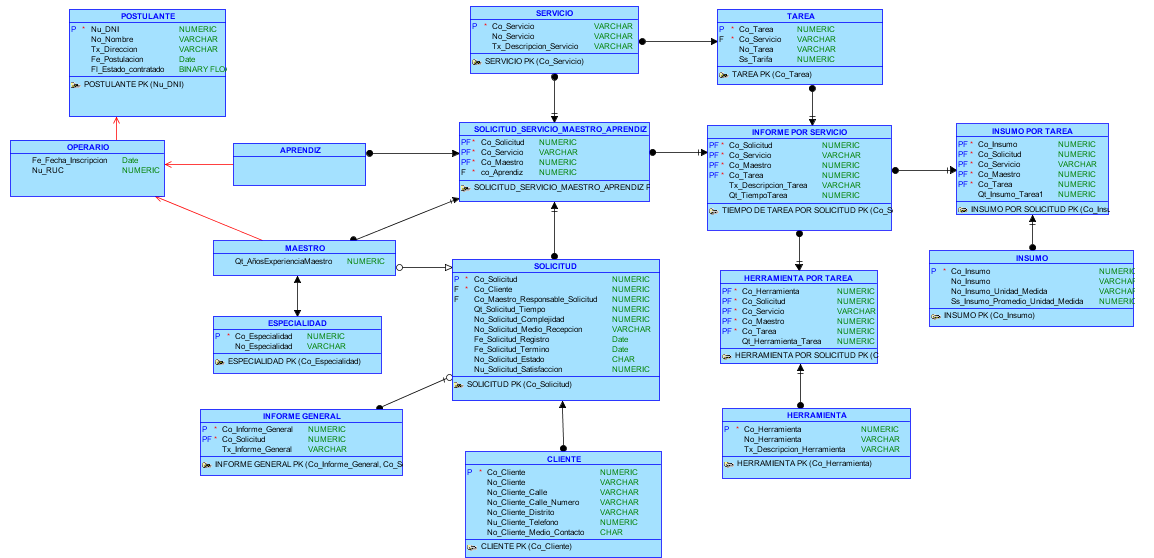 POSTULANTE
P * Nu_DNI NUMERIC
No_Nombre VARCHAR
Tx_Direccion VARCHAR
Fe_Postulacion Date
Fl_Estado_contratado BINARY FLO
POSTULANTE PK (Nu_DNI)
SERVICIO
P * Co_Servicio VARCHAR
No_Servicio VARCHAR
Tx_Descripcion_Servicio VARCHAR
SERVICIO PK (Co_Servicio)
TAREA
P * Co_Tarea NUMERIC
F * Co_Servicio VARCHAR
No_Tarea VARCHAR
Ss_Tarifa NUMERIC
TAREA PK (Co_Tarea)
OPERARIO
Fe_Fecha_Inscripcion Date
Nu_RUC NUMERIC
APRENDIZ
SOLICITUD_SERVICIO_MAESTRO_APRENDIZ
PF * Co_Solicitud NUMERIC
PF * Co_Servicio VARCHAR
PF * Co_Maestro NUMERIC
F * co_Aprendiz NUMERIC
SOLICITUD_SERVICIO_MAESTRO_APRENDIZ P
INFORME POR SERVICIO
PF * Co_Solicitud NUMERIC
PF * Co_Servicio VARCHAR
PF * Co_Maestro NUMERIC
PF * Co_Tarea NUMERIC
Tx_Descripcion_Tarea VARCHAR
Qt_TiempoTarea NUMERIC
TIEMPO DE TAREA POR SOLICITUD PK (Co_S
INSUMO POR TAREA
PF * Co_Insumo NUMERIC
PF * Co_Solicitud NUMERIC
PF * Co_Servicio VARCHAR
PF * Co_Maestro NUMERIC
PF * Co_Tarea NUMERIC
Qt_Insumo_Tarea1 NUMERIC
INSUMO POR SOLICITUD PK (Co_Insu
MAESTRO
Qt_AñosExperienciaMaestro NUMERIC
SOLICITUD
P * Co_Solicitud NUMERIC
F * Co_Cliente NUMERIC
F Co_Maestro_Responsable_Solicitud NUMERIC
Qt_Solicitud_Tiempo NUMERIC
No_Solicitud_Complejidad NUMERIC
No_Solicitud_Medio_Recepcion VARCHAR
Fe_Solicitud_Registro Date
Fe_Solicitud_Termino Date
No_Solicitud_Estado CHAR
Nu_Solicitud_Satisfaccion NUMERIC
SOLICITUD PK (Co_Solicitud)
INSUMO
P * Co_Insumo NUMERIC
No_Insumo VARCHAR
No_Insumo_Unidad_Medida VARCHAR
Ss_Insumo_Promedio_Unidad_Medida NUMERIC
INSUMO PK (Co_Insumo)
HERRAMIENTA POR TAREA
PF * Co_Herramienta NUMERIC
PF * Co_Solicitud NUMERIC
PF * Co_Servicio VARCHAR
PF * Co_Maestro NUMERIC
PF * Co_Tarea NUMERIC
Qt_Herramienta_Tarea NUMERIC
HERRAMIENTA POR SOLICITUD PK (C
ESPECIALIDAD
P * Co_Especialidad NUMERIC
No_Especialidad VARCHAR
ESPECIALIDAD PK (Co_Especialidad)
INFORME GENERAL
P * Co_Informe_General NUMERIC
PF * Co_Solicitud NUMERIC
Tx_Informe_General VARCHAR
INFORME GENERAL PK (Co_Informe_General, Co_S
HERRAMIENTA
P * Co_Herramienta NUMERIC
No_Herramienta VARCHAR
Tx_Descripcion_Herramienta VARCHAR
HERRAMIENTA PK (Co_Herramienta)
CLIENTE
P * Co_Cliente NUMERIC
No_Cliente VARCHAR
No_Cliente_Calle VARCHAR
No_Cliente_Calle_Numero VARCHAR
No_Cliente_Distrito VARCHAR
Nu_Cliente_Telefono NUMERIC
No_Cliente_Medio_Contacto CHAR
CLIENTE PK (Co_Cliente)